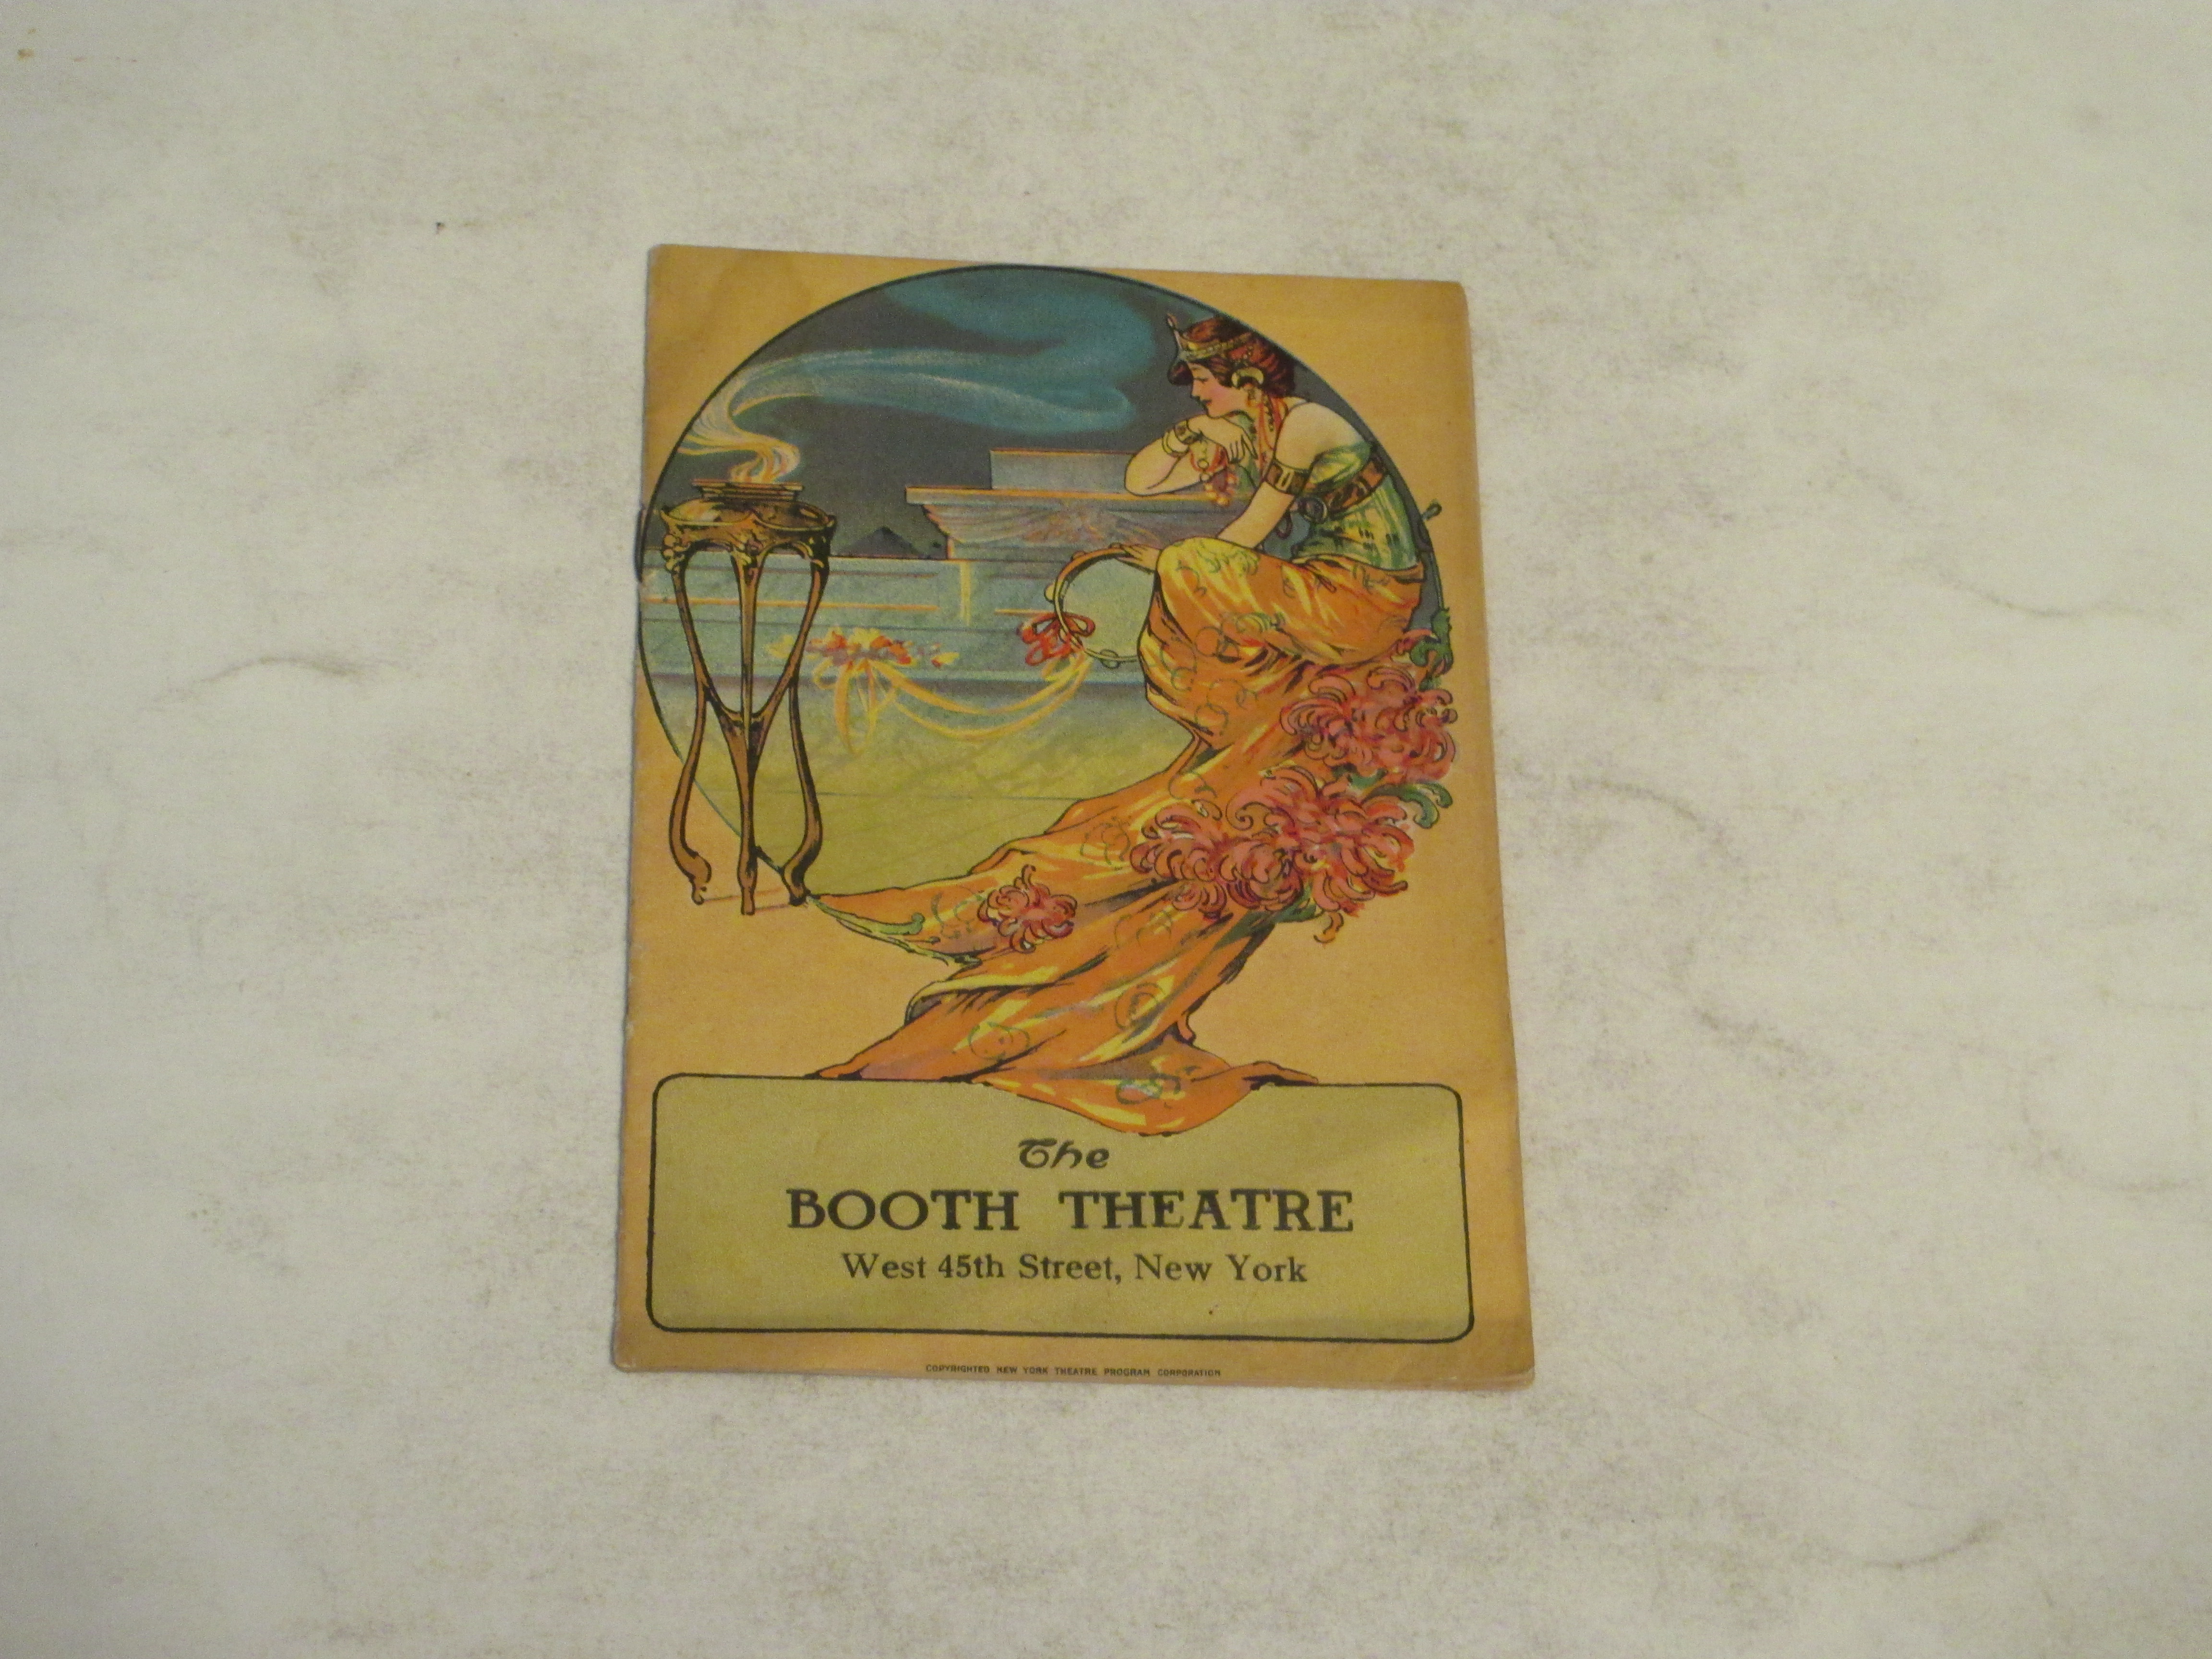 The
BOOTH THEATRE
West 45th Street, New York
COPYRIGHTED NEW YORK THEATRE PROGRAM CORPORATION